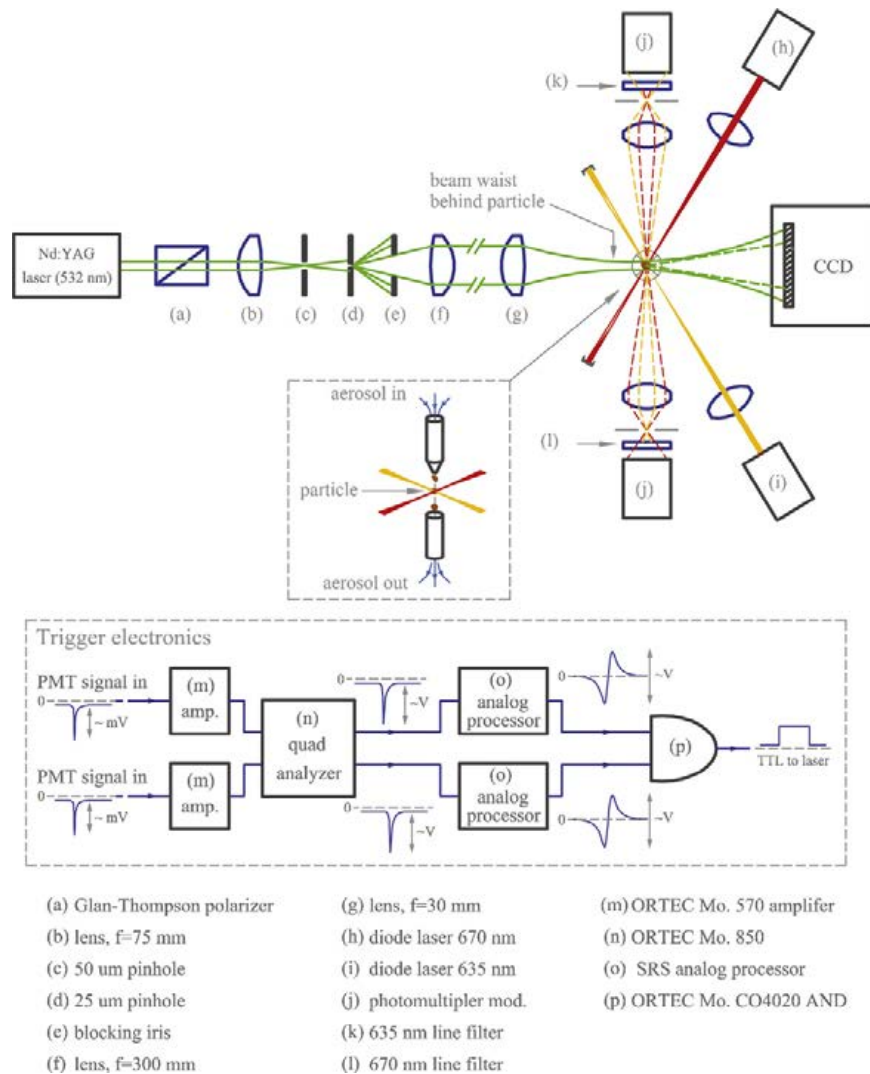 (j)
(h)
(k)
beam waist
behind particle
Nd:YAG
laser (532 nm)
CCD
(a)
(b)
(c)
(d)
(e)
(f)
(g)
aerosol in
particle
aerosol out
(l)
(j)
(i)
Trigger electronics
PMT signal in
0
~ mV
(m)
amp.
(n)
quad
analyzer
0
~V
(o)
analog
processor
0
~V
(p)
TTL to laser
PMT signal in
0
~ mV
(m)
amp.
0
~V
(o)
analog
processor
0
~V
(a) Glan-Thompson polarizer
(b) lens, f=75 mm
(c) 50 um pinhole
(d) 25 um pinhole
(e) blocking iris
(f) lens, f=300 mm
(g) lens, f=30 mm
(h) diode laser 670 nm
(i) diode laser 635 nm
(j) photomultipler mod.
(k) 635 nm line filter
(l) 670 nm line filter
(m) ORTEC Mo. 570 amplifer
(n) ORTEC Mo. 850
(o) SRS analog processor
(p) ORTEC Mo. CO4020 AND